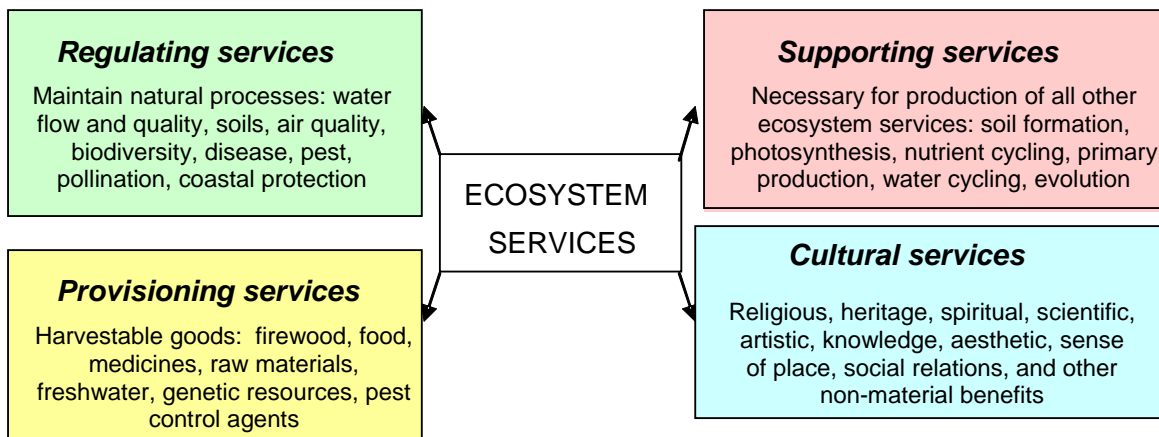 Regulating services
Maintain natural processes: water
flow and quality, soils, air quality,
biodiversity, disease, pest,
pollination, coastal protection
Supporting services
Necessary for production of all other
ecosystem services: soil formation,
photosynthesis, nutrient cycling, primary
production, water cycling, evolution
ECOSYSTEM
SERVICES
Provisioning services
Harvestable goods: firewood, food,
medicines, raw materials,
freshwater, genetic resources, pest
control agents
Cultural services
Religious, heritage, spiritual, scientific,
artistic, knowledge, aesthetic, sense
of place, social relations, and other
non-material benefits